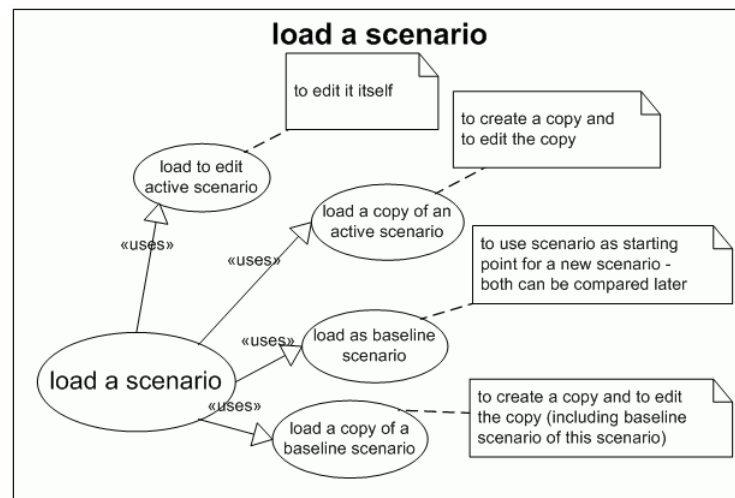 load a scenario
to edit it itself
to create a copy and
to edit the copy
load to edit
active scenario
load a copy of an
active scenario
«uses»
«uses»
to use scenario as starting
point for a new scenario -
both can be compared later
load as baseline
scenario
«uses»
load a scenario
«uses»
to create a copy and to edit
the copy (including baseline
scenario of this scenario)
load a copy of a
baseline scenario